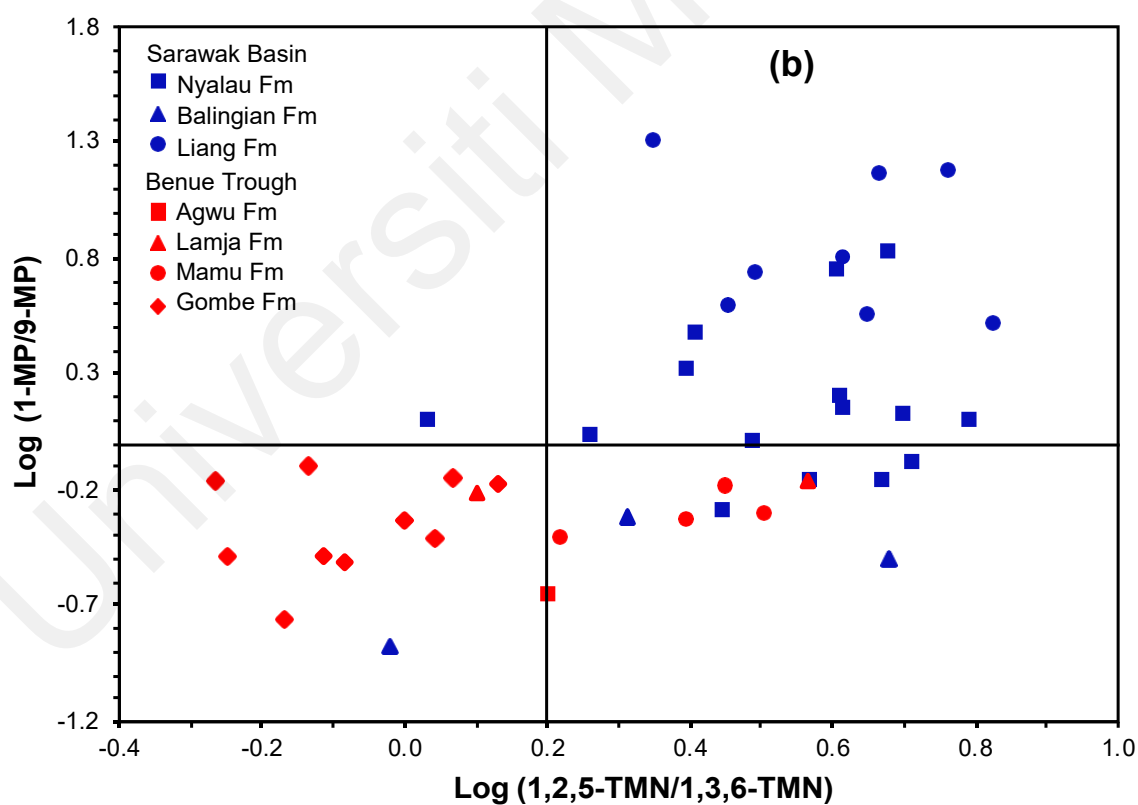 (b)
Sarawak Basin
Nyalau Fm
Balingian Fm
Liang Fm
Benue Trough
Agwu Fm
Lamja Fm
Mamu Fm
Gombe Fm
1.8
1.3
0.8
0.3
-0.2
-0.7
-1.2
Log (1-MP/9-MP)
-0.4 -0.2 0.0 0.2 0.4 0.6 0.8 1.0
Log (1,2,5-TMN/1,3,6-TMN)
Universiti M